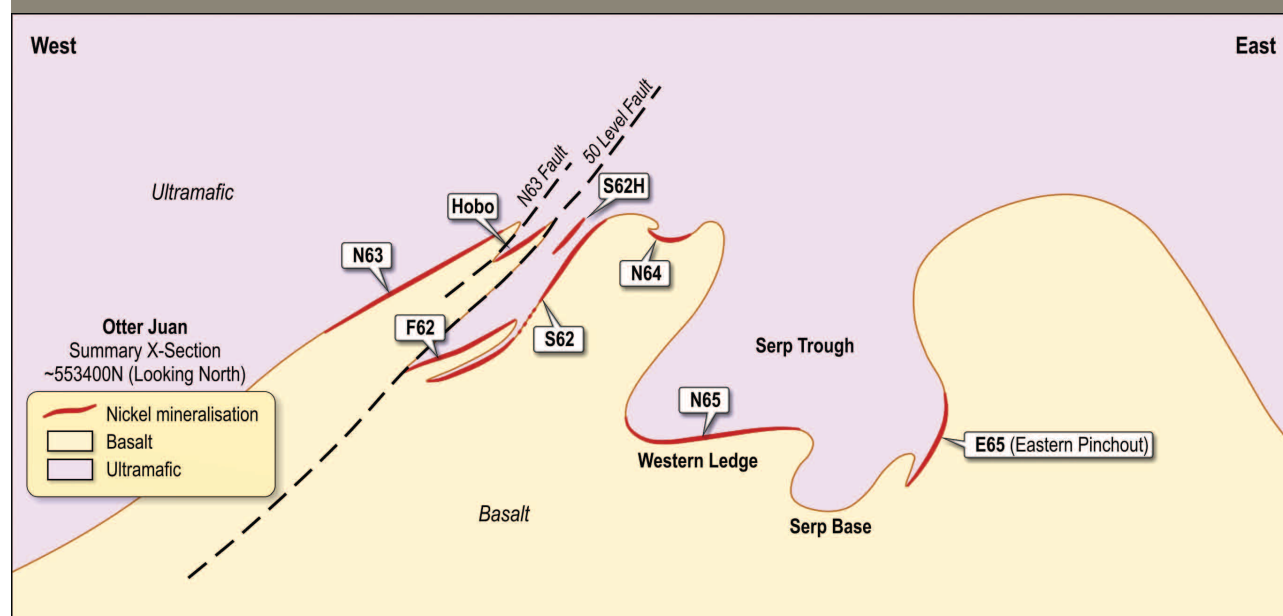 West
East
N63 Fault
50 Level Fault
S62H
Ultramafic
Hobo
N63
N64
Otter Juan
Summary X-Section
~553400N (Looking North)
F62
S62
Serp Trough
Nickel mineralisation
Basalt
Ultramafic
N65
Western Ledge
E65 (Eastern Pinchout)
Basalt
Serp Base